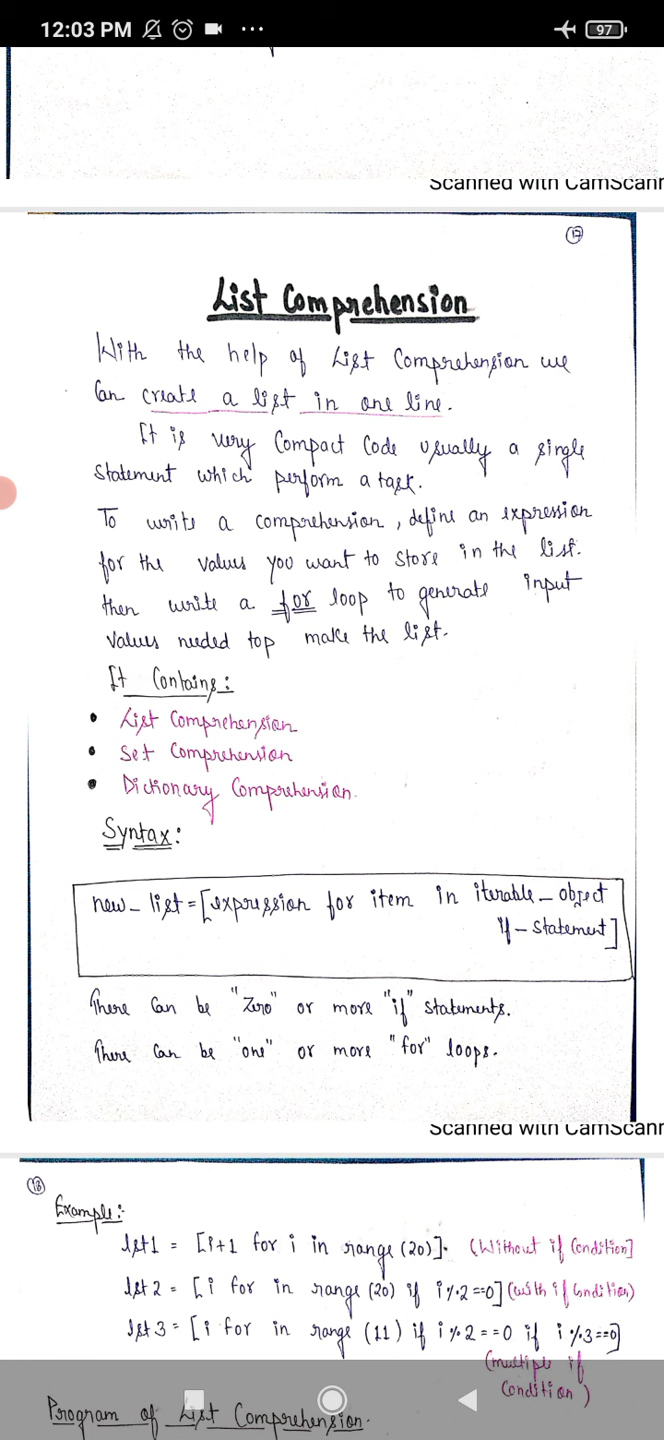 12:03 PM ... 97
Scanned with CamScanr
17
List Comprehension
With the help of List Comprehension we
Can create a list in one line.
It is very Compact Code usually a single
Statement which perform a task.
To write a comprehension, define an expression
for the values you want to store in the list.
then write a for loop to generate input
values needed top make the list.
It Contains:
• List Comprehension
• Set Comprehension
• Dictionary Comprehension.
Syntax:
new_list = [expression for item in iterable_object
if-statement]
There Can be "Zero" or more "if" statements.
There Can be "one" or more "for" loops.
Scanned with CamScanr
18
Example:-
lst1 = [i+1 for i in range (20)]. (Without if Condition]
lst2 = [i for in range (20) if i%2==0] (with if Condition)
lst3 = [i for in range (11) if i%2==0 if i%3==0]
(multiple if
Condition)
Program of List Comprehension.